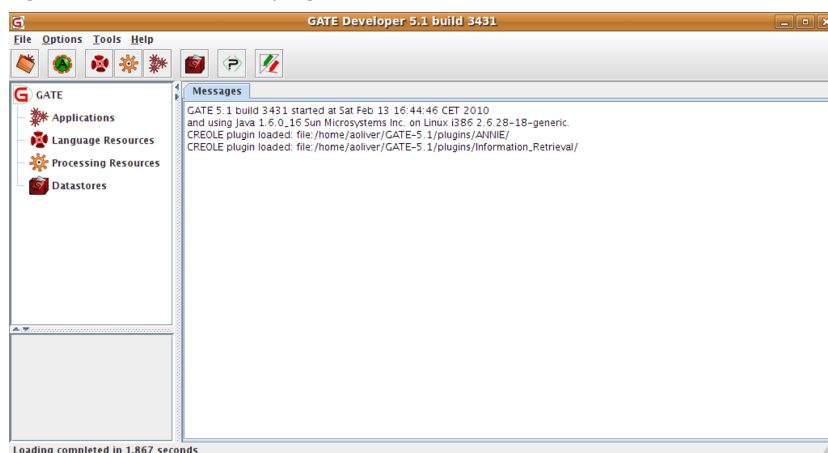 GATE Developer 5.1 build 3431
File Options Tools Help
GATE
Applications
Language Resources
Processing Resources
Datastores
Messages
GATE 5.1 build 3431 started at Sat Feb 13 16:44:46 CET 2010
and using Java 1.6.0_16 Sun Microsystems Inc. on Linux i386 2.6.28-18-generic.
CREOLE plugin loaded: file:/home/aoliver/GATE-5.1/plugins/ANNIE/
CREOLE plugin loaded: file:/home/aoliver/GATE-5.1/plugins/Information_Retrieval/
Loading completed in 1.867 seconds